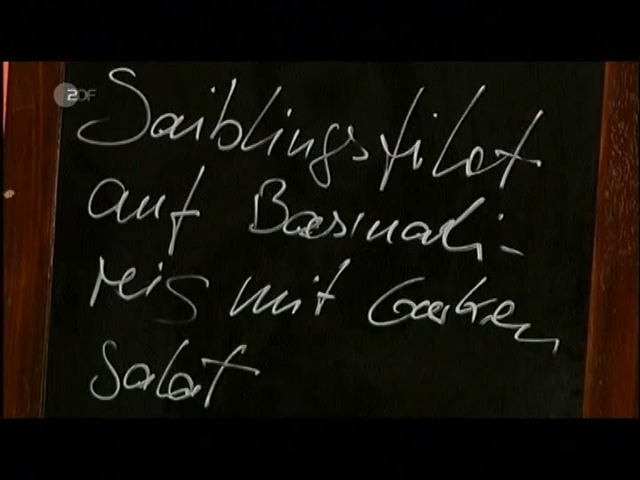 ZDF
Saiblingsfilet
auf Basmati-
reis mit Gurken
salat